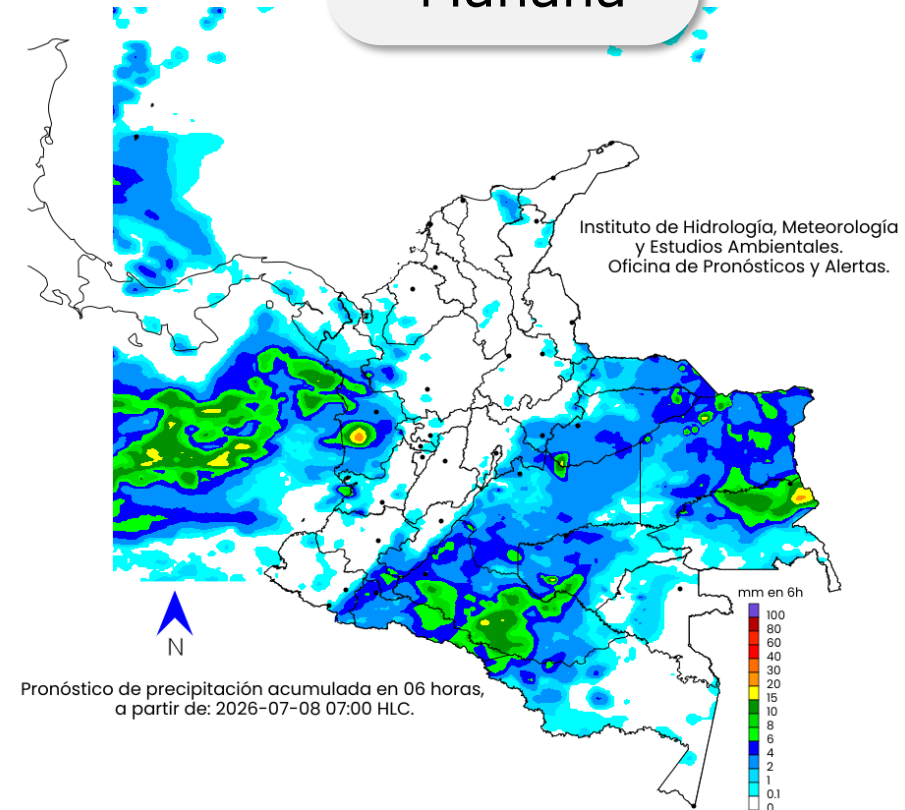 Mañana
Instituto de Hidrología, Meteorología
y Estudios Ambientales.
Oficina de Pronósticos y Alertas.
mm en 6h
100
80
60
40
30
20
15
10
8
6
4
2
1
0.1
0
N
Pronóstico de precipitación acumulada en 06 horas,
a partir de: 2026-07-08 07:00 HLC.